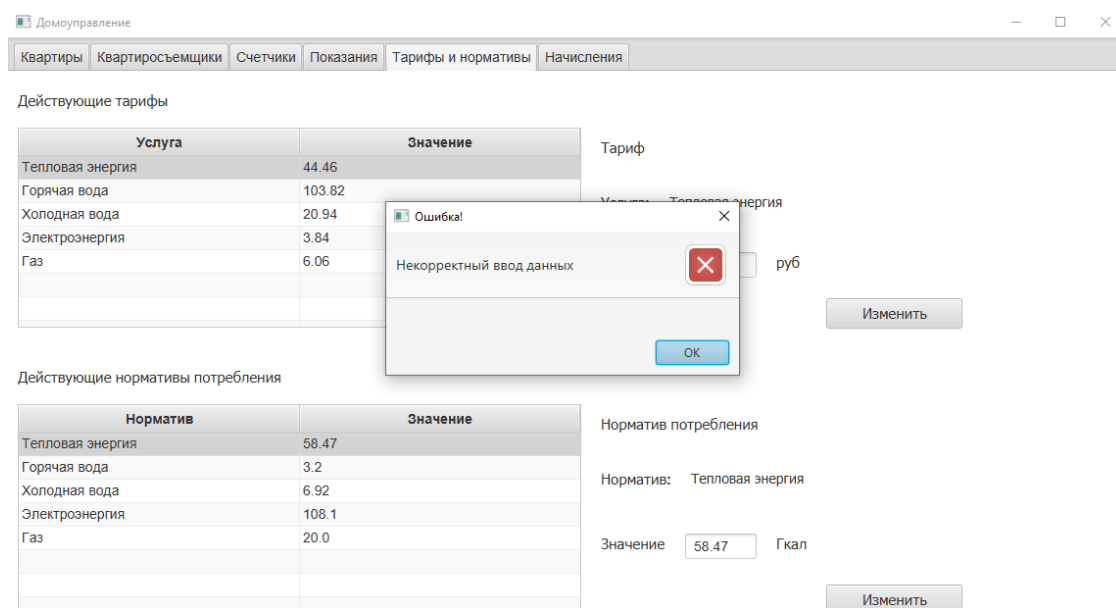 Домоуправление
Квартиры Квартиросъемщики Счетчики Показания Тарифы и нормативы Начисления
Действующие тарифы
Услуга Значение
Тепловая энергия 44.46
Горячая вода 103.82
Холодная вода 20.94
Электроэнергия 3.84
Газ 6.06
Тариф
Тепловая энергия
руб
Изменить
Ошибка!
Некорректный ввод данных
OK
Действующие нормативы потребления
Норматив Значение
Тепловая энергия 58.47
Горячая вода 3.2
Холодная вода 6.92
Электроэнергия 108.1
Газ 20.0
Норматив потребления
Норматив: Тепловая энергия
Значение 58.47 Гкал
Изменить